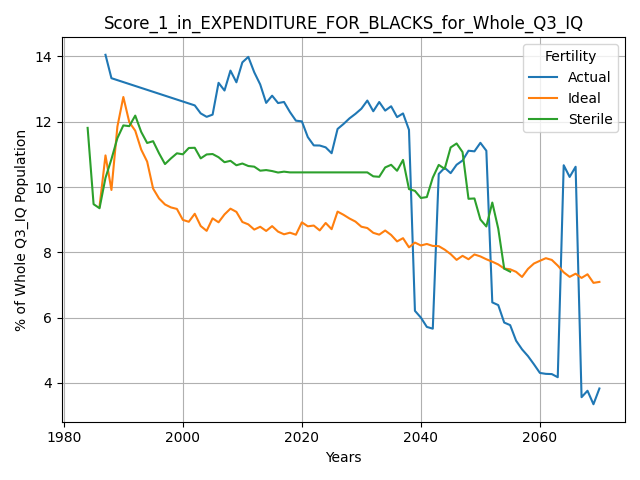 Score_1_in_EXPENDITURE_FOR_BLACKS_for_Whole_Q3_IQ
% of Whole Q3_IQ Population
14
12
10
8
6
4
Fertility
Actual
Ideal
Sterile
1980 2000 2020 2040 2060
Years